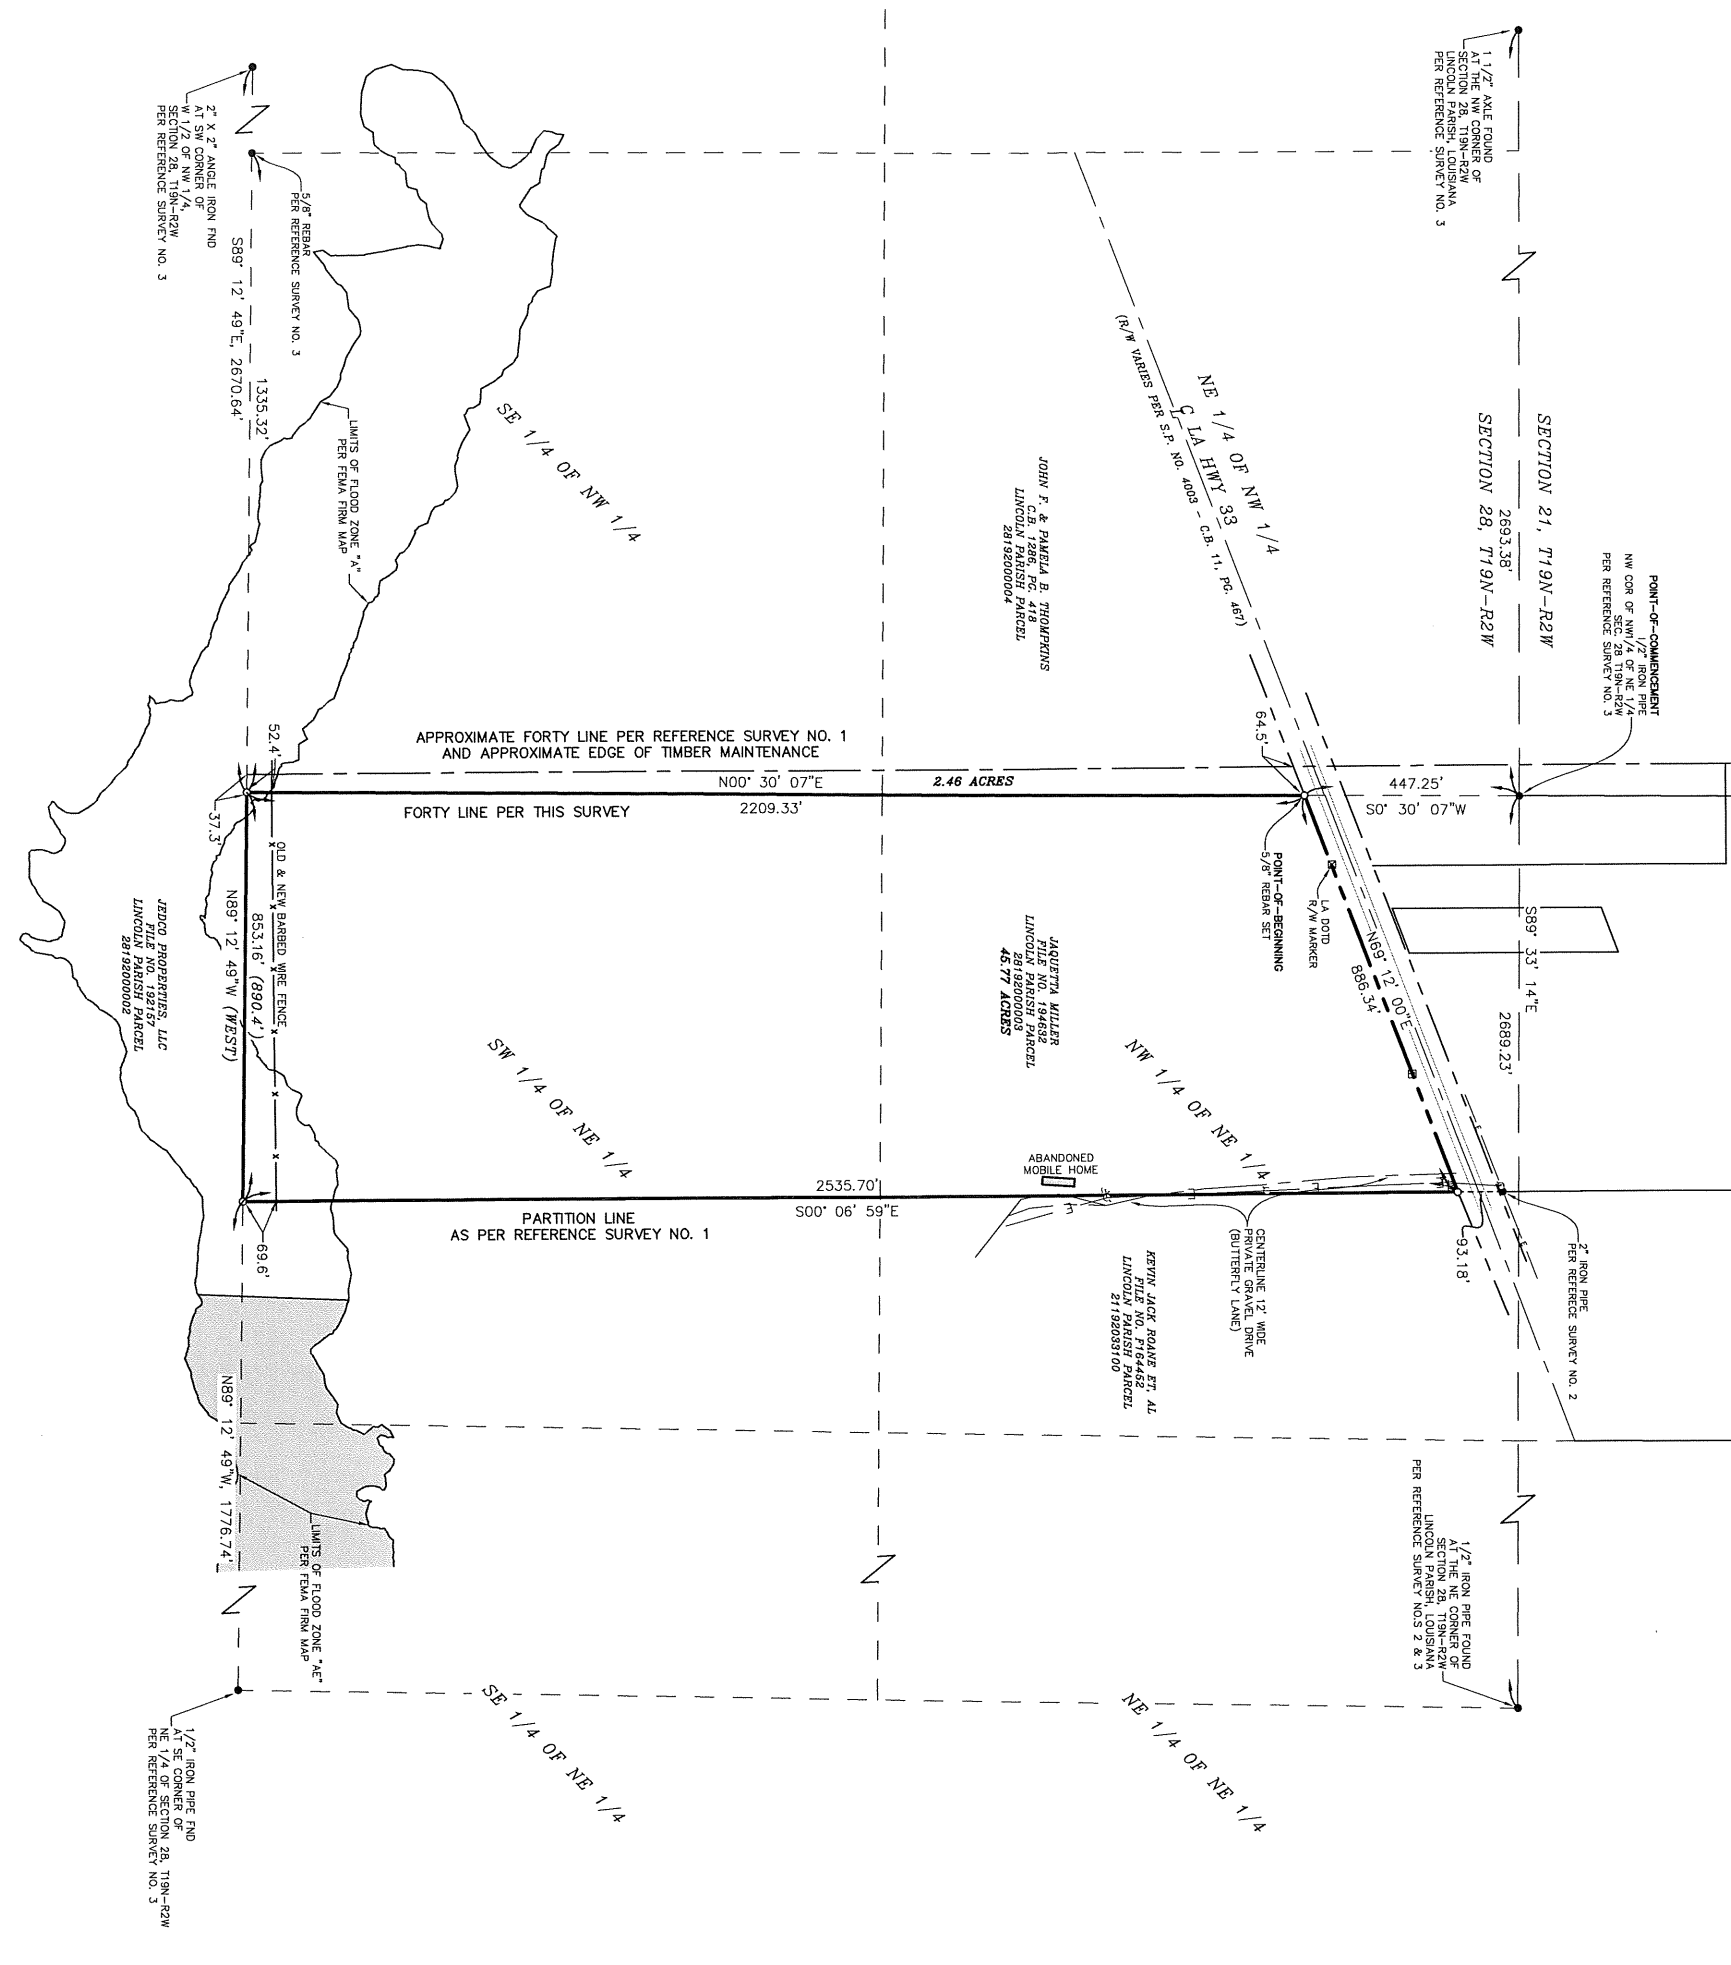 1 1/2" AXLE FOUND
AT THE NW CORNER OF
SECTION 28, T19N-R2W
LINCOLN PARISH, LOUISIANA
PER REFERENCE SURVEY NO. 3
SECTION 21, T19N-R2W
2693.38'
SECTION 28, T19N-R2W
POINT-OF-COMMENCEMENT
1/2" IRON PIPE
NW COR OF NW1/4 OF NE 1/4
SEC. 28 T19N-R2W
PER REFERENCE SURVEY NO. 3
S89° 33' 14"E
2689.23'
2" IRON PIPE
PER REFERECE SURVEY NO. 2
1/2" IRON PIPE FOUND
AT THE NE CORNER OF
SECTION 28, T19N-R2W
LINCOLN PARISH, LOUISIANA
PER REFERENCE SURVEY NO.S 2 & 3
447.25'
S0° 30' 07"W
NE 1/4 OF NW 1/4
℄ LA HWY 33
(R/W VARIES PER S.P. NO. 4003 - C.B. 11, PG. 467)
64.5'
POINT-OF-BEGINNING
5/8" REBAR SET
LA DOTD
R/W MARKER
N69° 12' 00"E
886.34'
93.18'
JOHN F. & PAMELA B. THOMPKINS
C.B. 1286, PG. 418
LINCOLN PARISH PARCEL
28192000004
JAQUETTA MILLER
FILE NO. 194632
LINCOLN PARISH PARCEL
28192000003
45.77 ACRES
NW 1/4 OF NE 1/4
ABANDONED
MOBILE HOME
CENTERLINE 12' WIDE
PRIVATE GRAVEL DRIVE
(BUTTERFLY LANE)
KEVIN JACK ROANE ET, AL
FILE NO. F164452
LINCOLN PARISH PARCEL
21192033100
NE 1/4 OF NE 1/4
2.46 ACRES
N00° 30' 07"E
2209.33'
APPROXIMATE FORTY LINE PER REFERENCE SURVEY NO. 1
AND APPROXIMATE EDGE OF TIMBER MAINTENANCE
FORTY LINE PER THIS SURVEY
2535.70'
S00° 06' 59"E
PARTITION LINE
AS PER REFERENCE SURVEY NO. 1
SE 1/4 OF NW 1/4
SW 1/4 OF NE 1/4
SE 1/4 OF NE 1/4
LIMITS OF FLOOD ZONE "A"
PER FEMA FIRM MAP
5/8" REBAR
PER REFERENCE SURVEY NO. 3
2" X 2" ANGLE IRON FND
AT SW CORNER OF
W 1/2 OF NW 1/4,
SECTION 28, T19N-R2W
PER REFERENCE SURVEY NO. 3
1335.32'
S89° 12' 49"E, 2670.64'
52.4'
37.3'
OLD & NEW BARBED WIRE FENCE
853.16' (890.4')
N89° 12' 49"W (WEST)
69.6'
JEDCO PROPERTIES, LLC
FILE NO. 192157
LINCOLN PARISH PARCEL
28192000002
LIMITS OF FLOOD ZONE "AE"
PER FEMA FIRM MAP
N89° 12' 49"W, 1776.74'
1/2" IRON PIPE FND
AT SE CORNER OF
NE 1/4 OF SECTION 28, T19N-R2W
PER REFERENCE SURVEY NO. 3